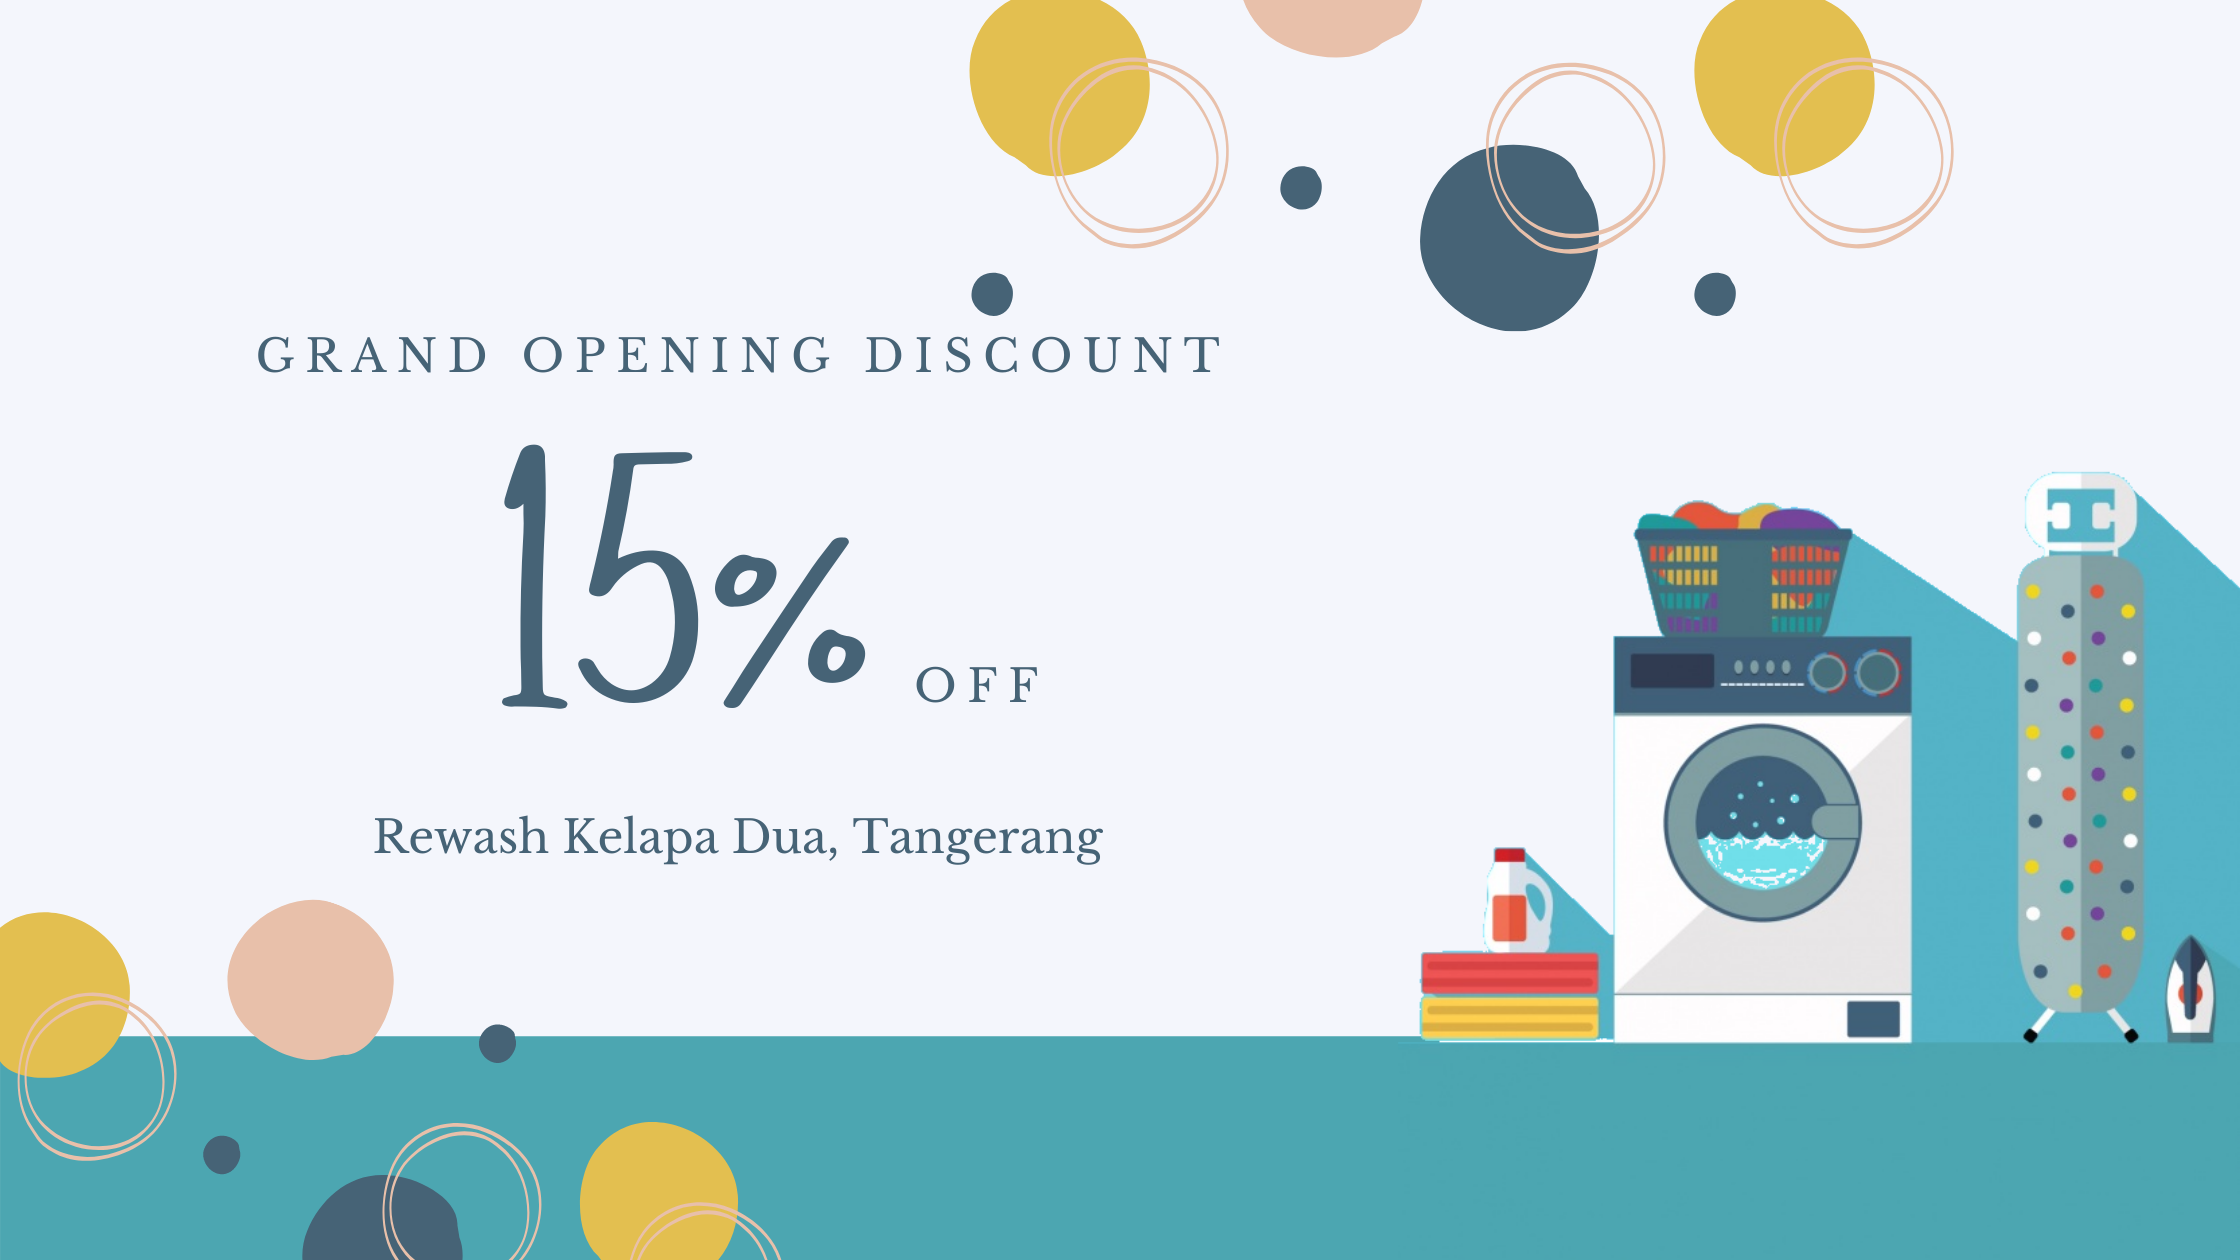 GRAND OPENING DISCOUNT
15% OFF
Rewash Kelapa Dua, Tangerang